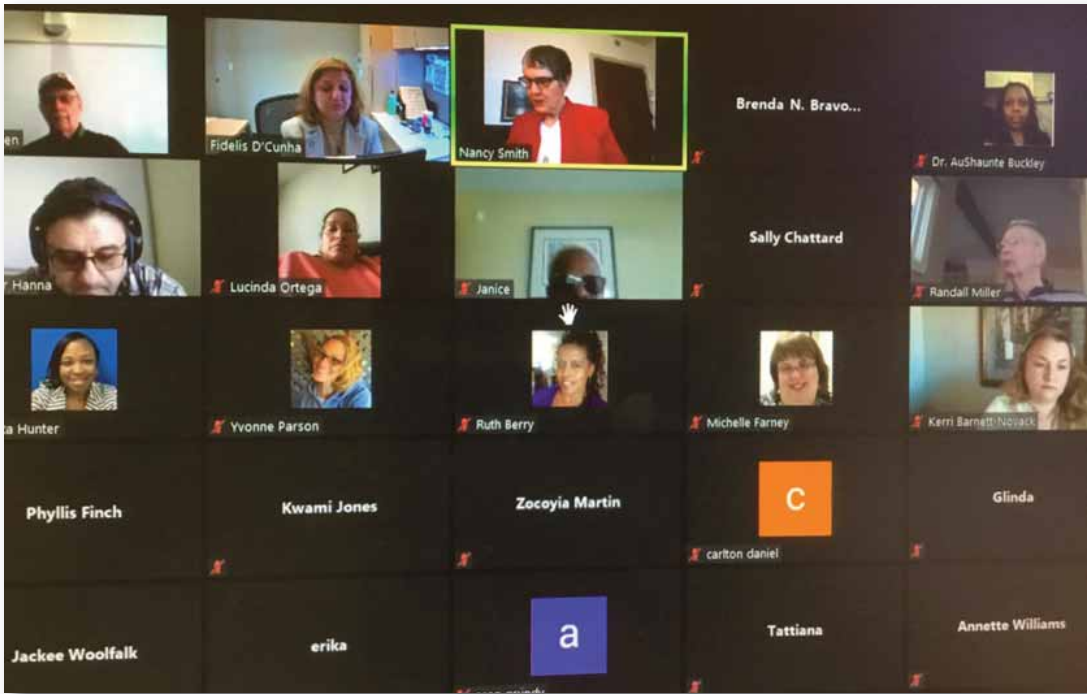 en
Fidelis D'Cunha
Nancy Smith
Brenda N. Bravo...
Dr. AuShaunte Buckley
r Hanna
Lucinda Ortega
Janice
Sally Chattard
Randall Miller
ca Hunter
Yvonne Parson
Ruth Berry
Michelle Farney
Kerri Barnett-Novack
Phyllis Finch
Kwami Jones
Zocoyia Martin
C
carlton daniel
Glinda
Jackee Woolfalk
erika
a
Tattiana
Annette Williams